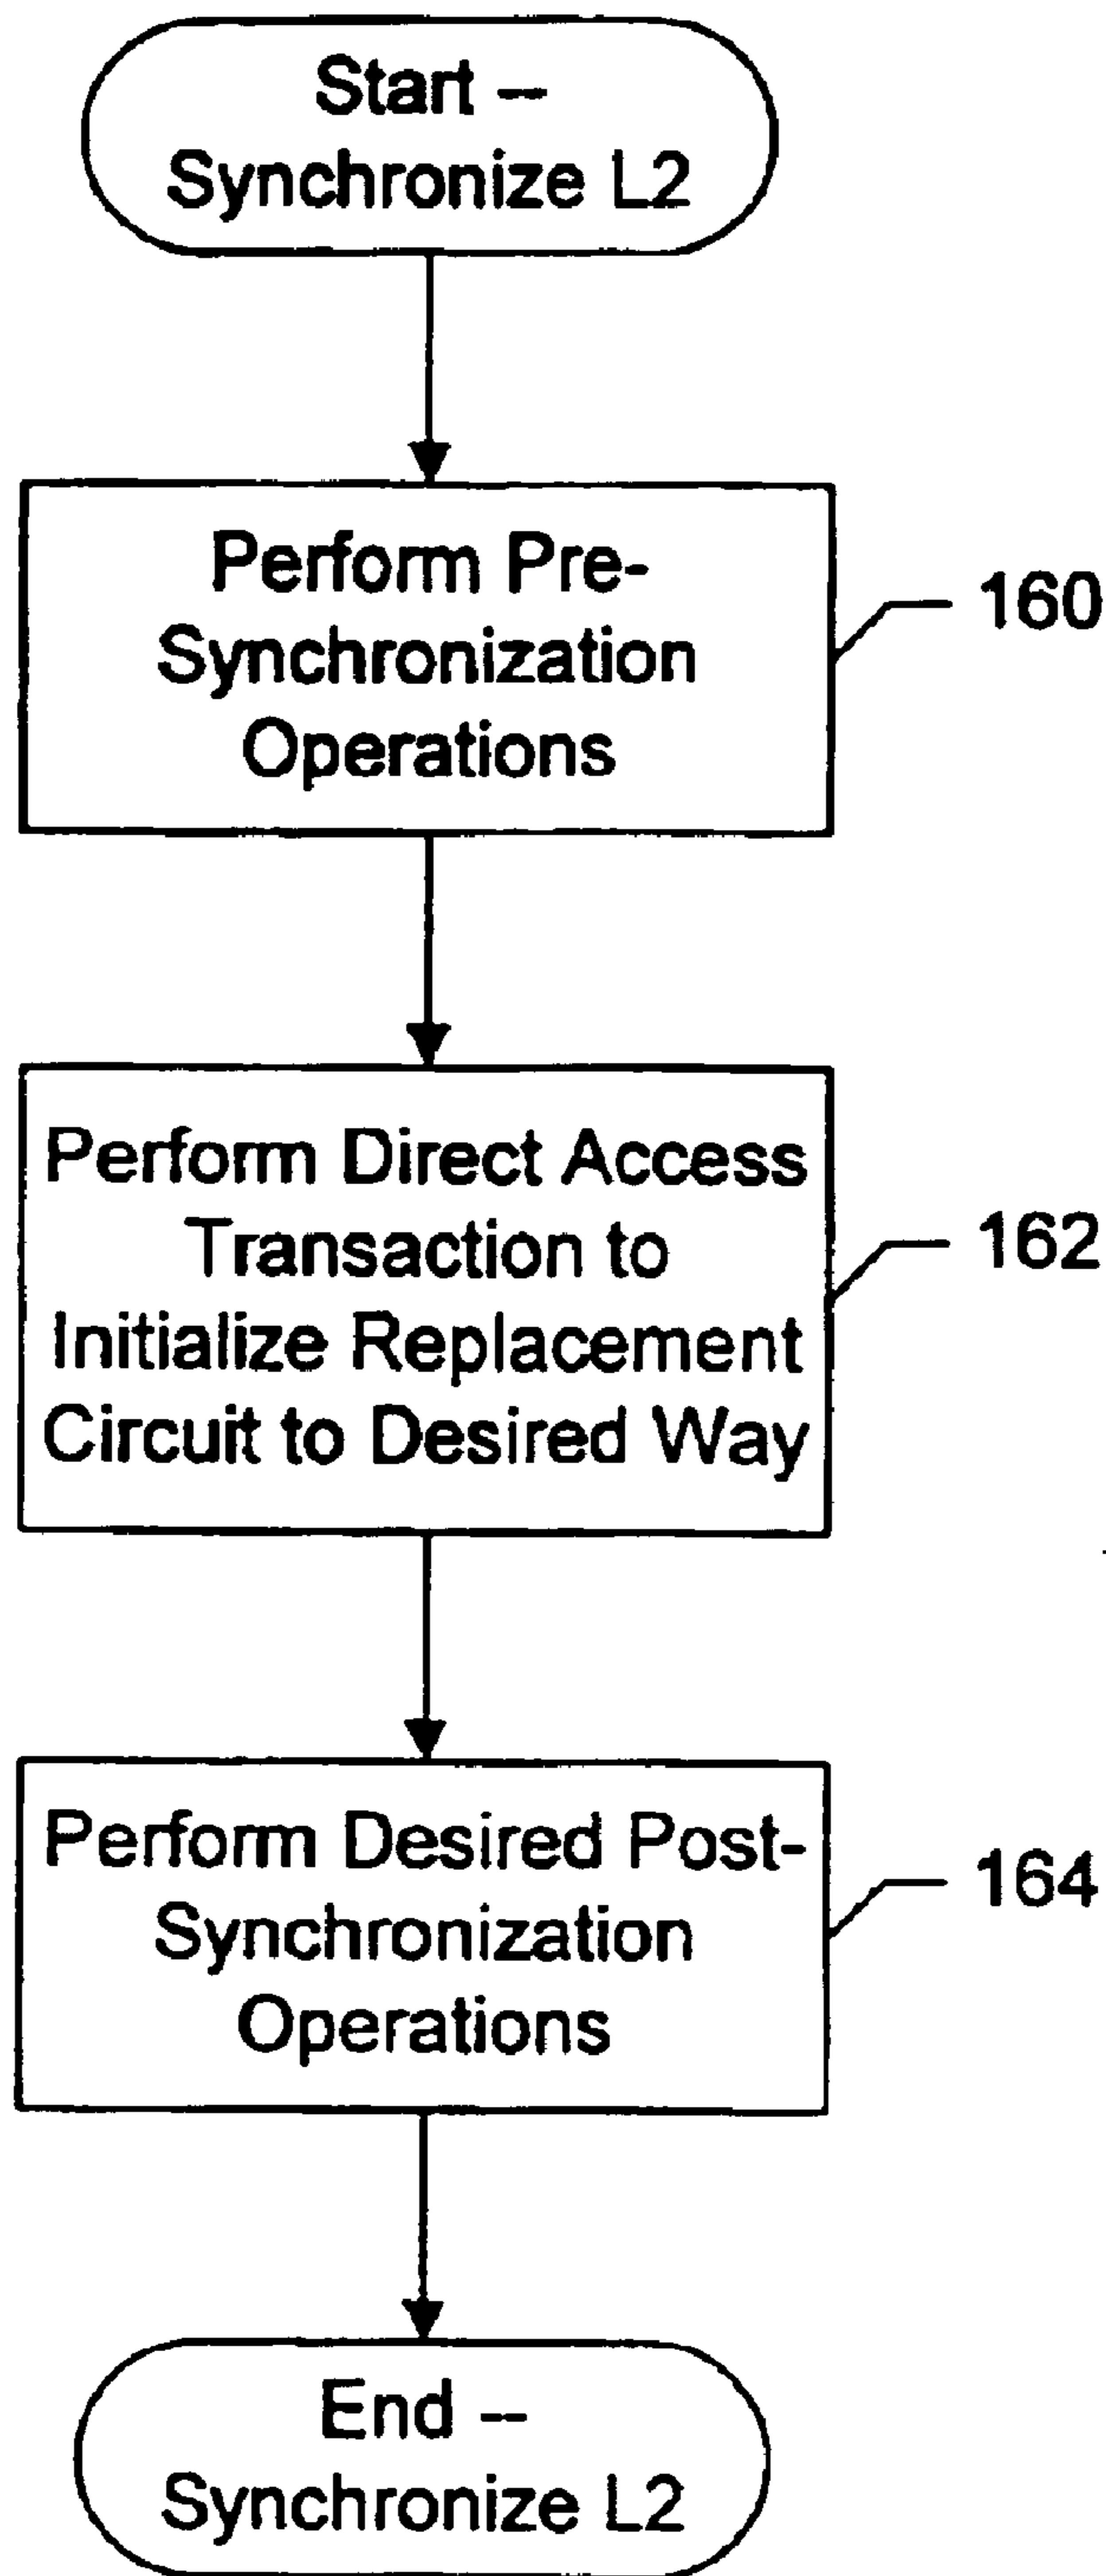 Start --
Synchronize L2
Perform Pre-
Synchronization
Operations
160
Perform Direct Access
Transaction to
Initialize Replacement
Circuit to Desired Way
162
Perform Desired Post-
Synchronization
Operations
164
End --
Synchronize L2